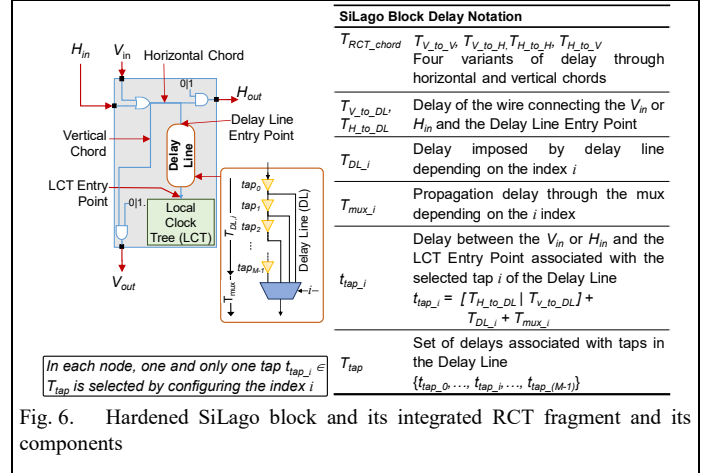 H_in
V_in
Horizontal Chord
0|1
H_out
Delay Line
Entry Point
Vertical
Chord
Delay
Line
LCT Entry
Point
0|1.
Local
Clock
Tree (LCT)
V_out
tap_0
tap_1
tap_2
...
...
tap_M-1
T_DL,i
T_mux
Delay Line (DL)
i
In each node, one and only one tap t_tap_i ∈
T_tap is selected by configuring the index i
SiLago Block Delay Notation
T_RCT_chord T_V_to_V, T_V_to_H, T_H_to_H, T_H_to_V
Four variants of delay through
horizontal and vertical chords
T_V_to_DL, Delay of the wire connecting the V_in or
T_H_to_DL H_in and the Delay Line Entry Point
T_DL_i Delay imposed by delay line
depending on the index i
T_mux_i Propagation delay through the mux
depending on the i index
Delay between the V_in or H_in and the
LCT Entry Point associated with the
t_tap_i selected tap i of the Delay Line
t_tap_i = [T_H_to_DL | T_v_to_DL] +
T_DL_i + T_mux_i
Set of delays associated with taps in
T_tap the Delay Line
{t_tap_0,..., t_tap_i,..., t_tap_(M-1)}
Fig. 6. Hardened SiLago block and its integrated RCT fragment and its
components